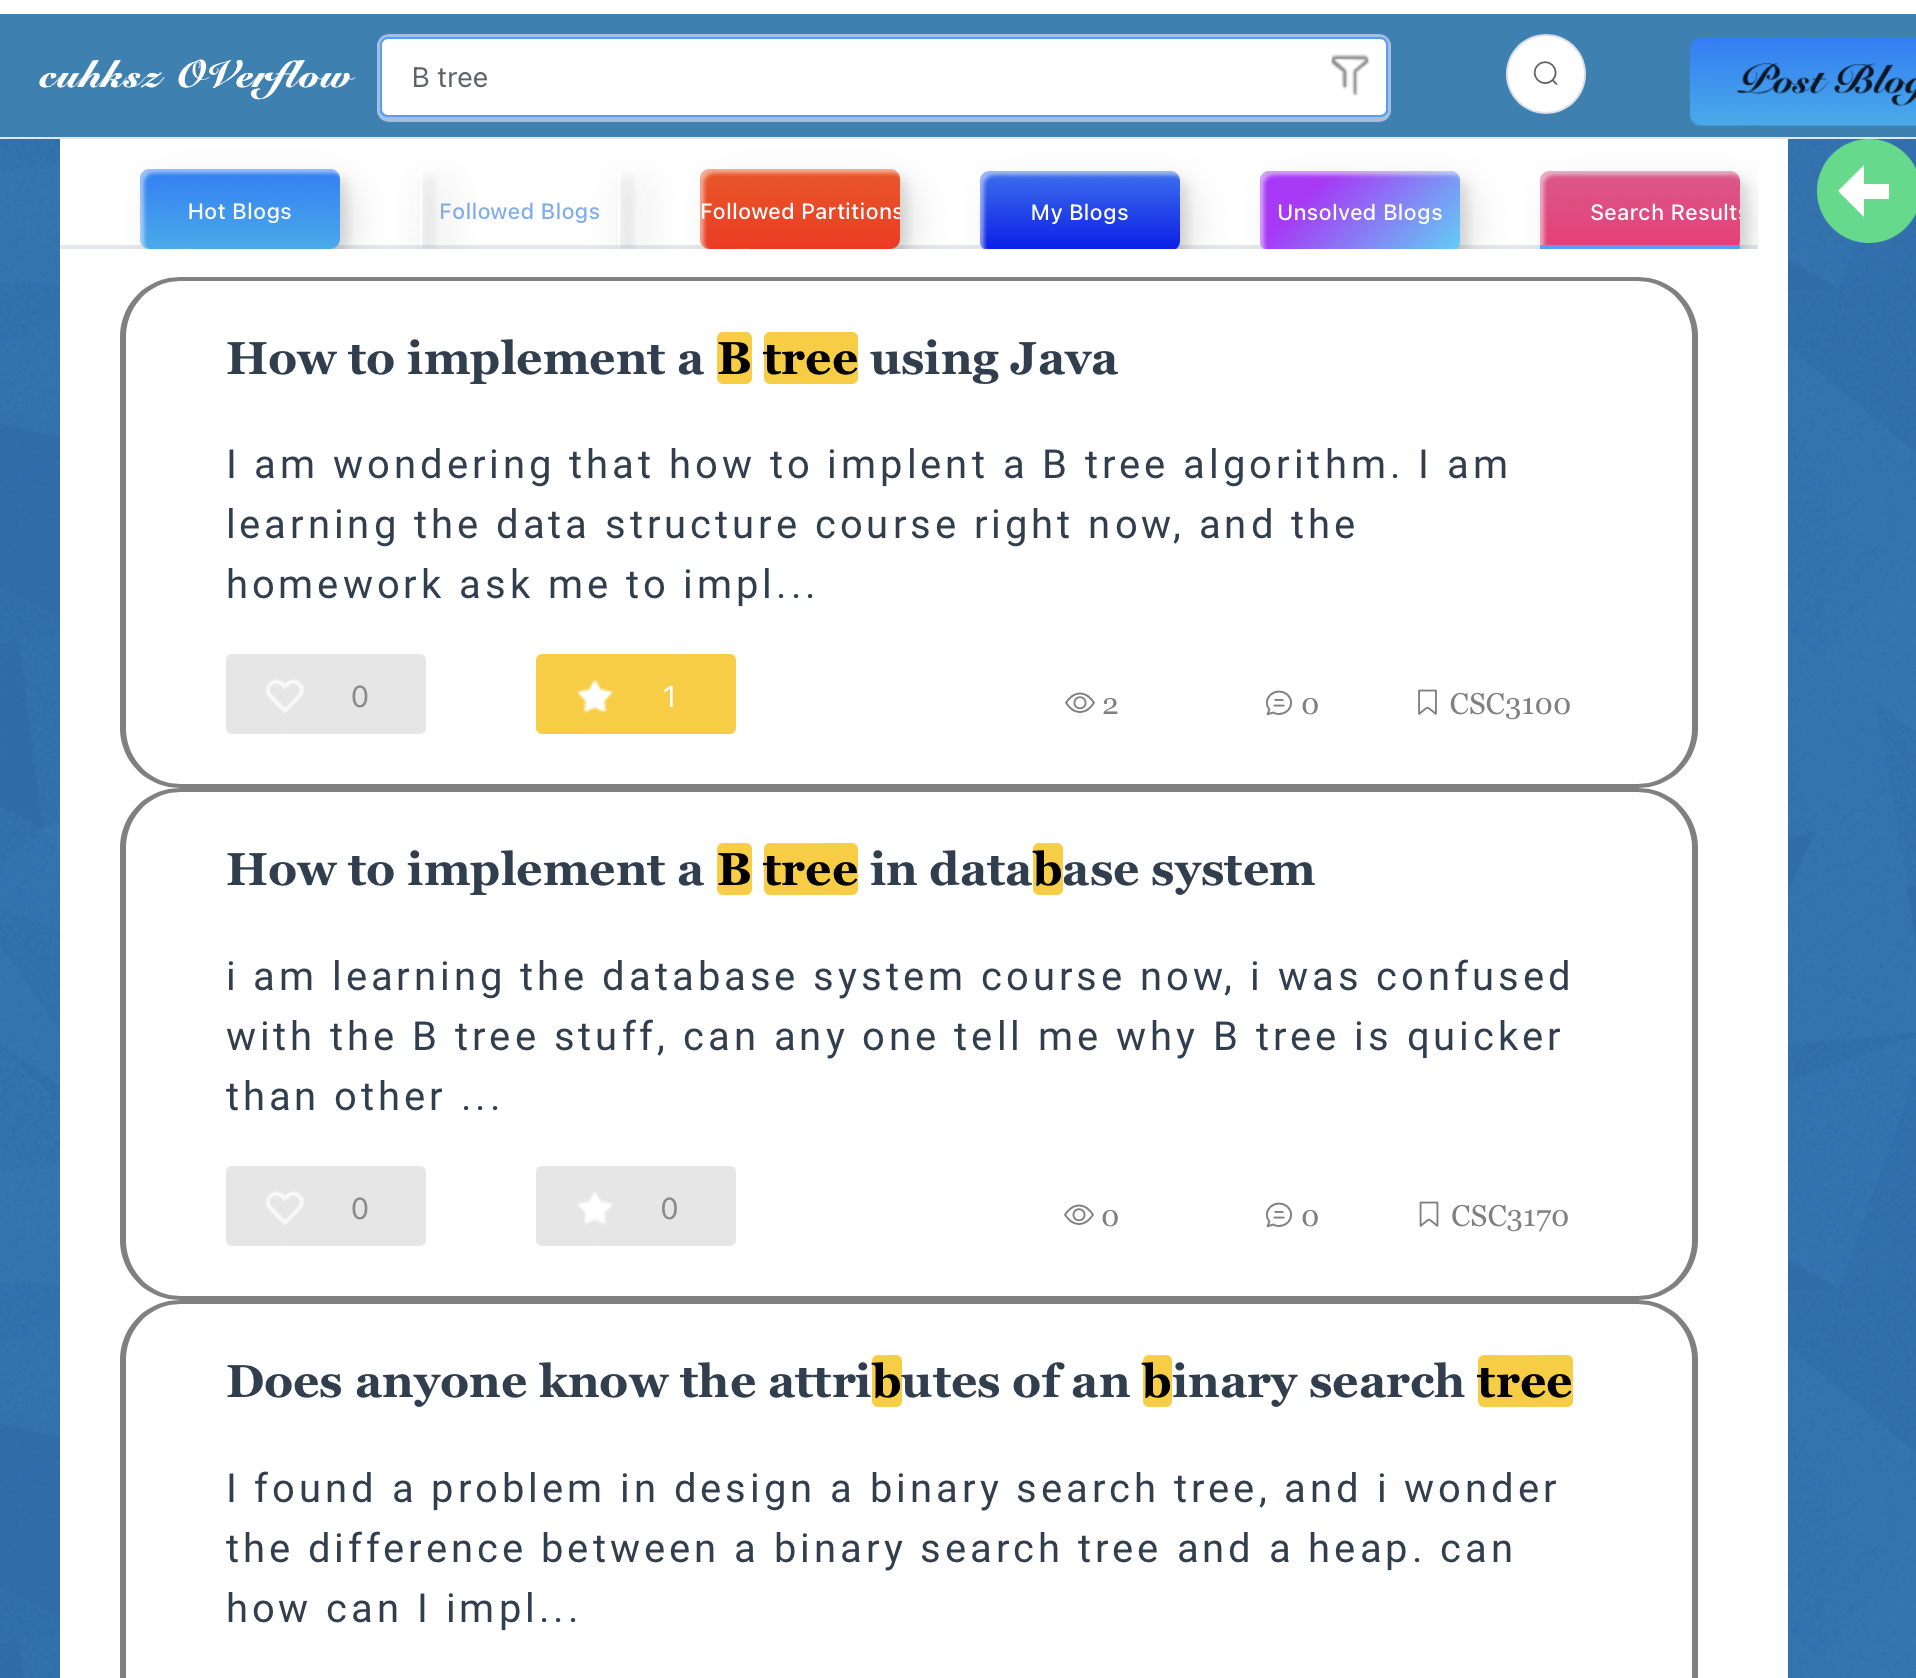 cuhksz OVerflow
B tree
Post Blog
Hot Blogs
Followed Blogs
Followed Partitions
My Blogs
Unsolved Blogs
Search Results
How to implement a B tree using Java
I am wondering that how to implent a B tree algorithm. I am
learning the data structure course right now, and the
homework ask me to impl...
0
1
2
0
CSC3100
How to implement a B tree in database system
i am learning the database system course now, i was confused
with the B tree stuff, can any one tell me why B tree is quicker
than other ...
0
0
0
0
CSC3170
Does anyone know the attributes of an binary search tree
I found a problem in design a binary search tree, and i wonder
the difference between a binary search tree and a heap. can
how can I impl...